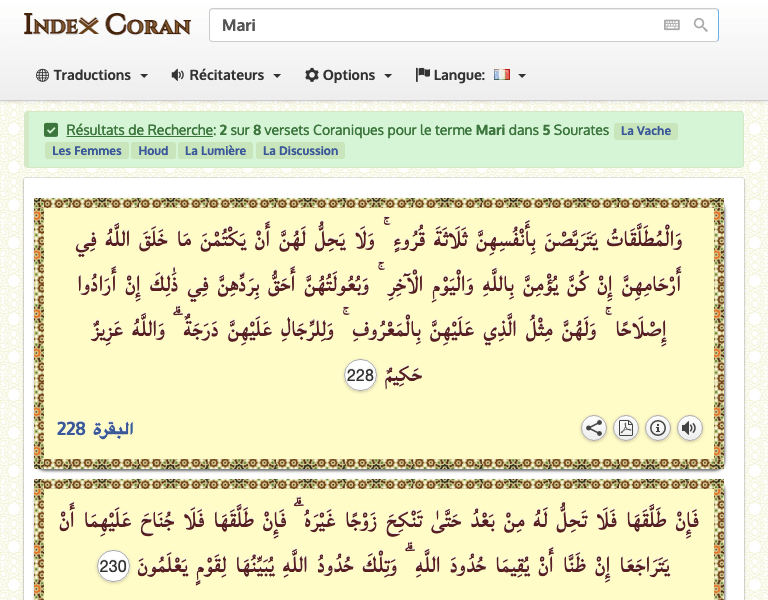 Index Coran
Mari
Traductions
Récitateurs
Options
Langue:
Résultats de Recherche: 2 sur 8 versets Coraniques pour le terme Mari dans 5 Sourates La Vache
Les Femmes Houd La Lumière La Discussion
وَالْمُطَلَّقَاتُ يَتَرَبَّصْنَ بِأَنْفُسِهِنَّ ثَلَاثَةَ قُرُوءٍ ۚ وَلَا يَحِلُّ لَهُنَّ أَنْ يَكْتُمْنَ مَا خَلَقَ اللَّهُ فِي
أَرْحَامِهِنَّ إِنْ كُنَّ يُؤْمِنَّ بِاللَّهِ وَالْيَوْمِ الْآخِرِ ۚ وَبُعُولَتُهُنَّ أَحَقُّ بِرَدِّهِنَّ فِي ذَٰلِكَ إِنْ أَرَادُوا
إِصْلَاحًا ۚ وَلَهُنَّ مِثْلُ الَّذِي عَلَيْهِنَّ بِالْمَعْرُوفِ ۚ وَلِلرِّجَالِ عَلَيْهِنَّ دَرَجَةٌ ۗ وَاللَّهُ عَزِيزٌ
حَكِيمٌ 228
البقرة 228
فَإِنْ طَلَّقَهَا فَلَا تَحِلُّ لَهُ مِنْ بَعْدُ حَتَّىٰ تَنْكِحَ زَوْجًا غَيْرَهُ ۗ فَإِنْ طَلَّقَهَا فَلَا جُنَاحَ عَلَيْهِمَا أَنْ
يَتَرَاجَعَا إِنْ ظَنَّا أَنْ يُقِيمَا حُدُودَ اللَّهِ ۗ وَتِلْكَ حُدُودُ اللَّهِ يُبَيِّنُهَا لِقَوْمٍ يَعْلَمُونَ 230